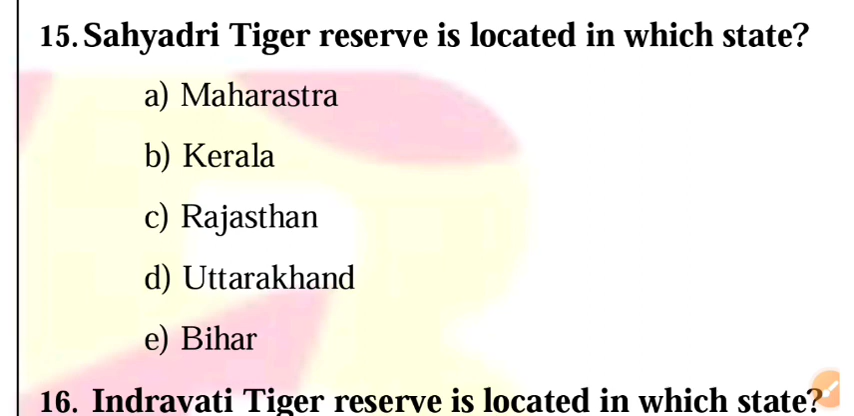 15. Sahyadri Tiger reserve is located in which state?
a) Maharastra
b) Kerala
c) Rajasthan
d) Uttarakhand
e) Bihar
16. Indravati Tiger reserve is located in which state?